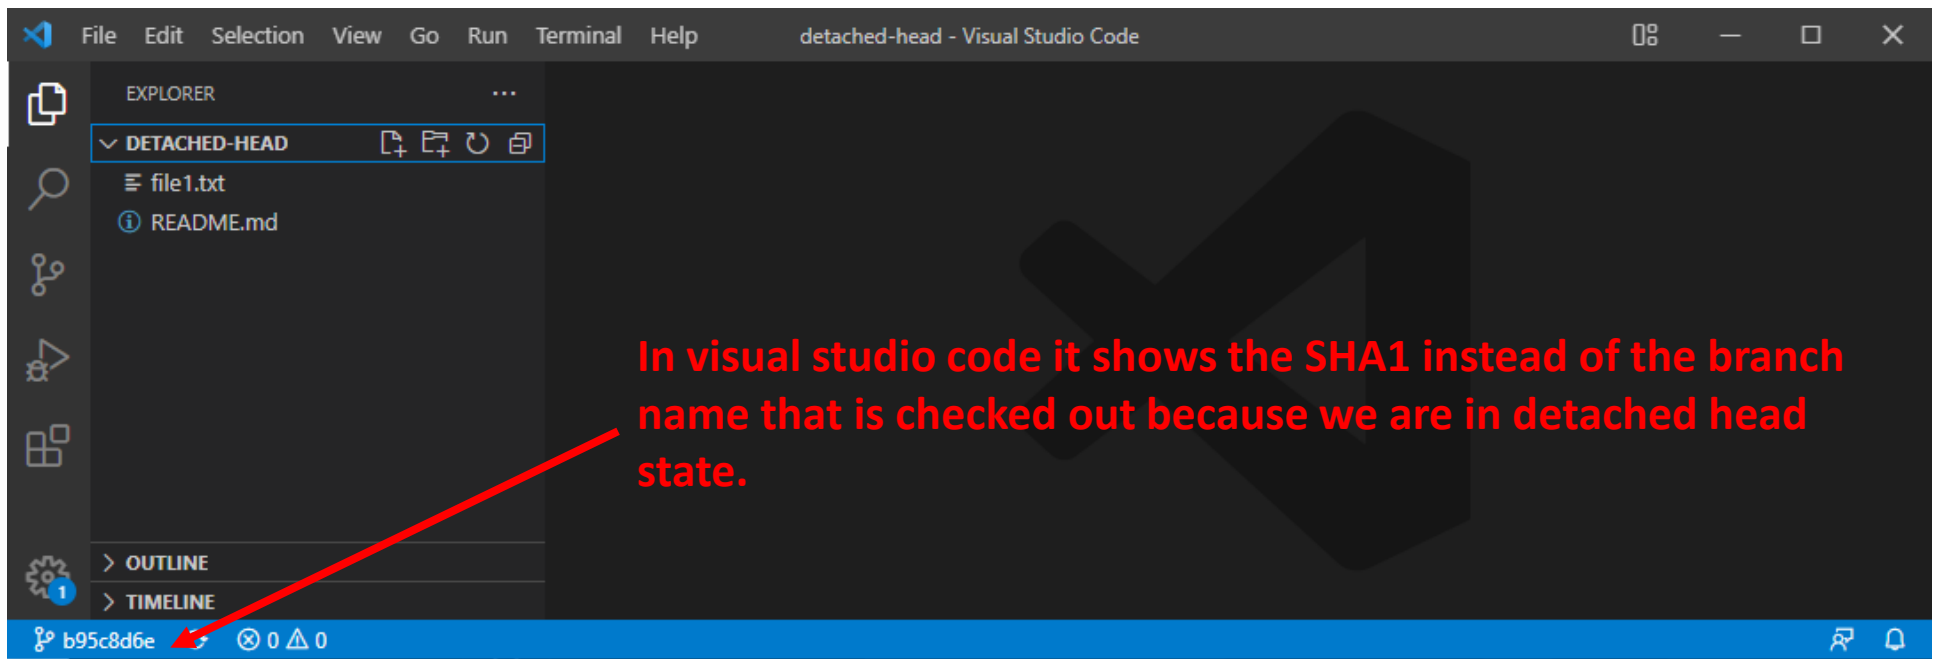 File Edit Selection View Go Run Terminal Help detached-head - Visual Studio Code
EXPLORER
DETACHED-HEAD
file1.txt
README.md
In visual studio code it shows the SHA1 instead of the branch
name that is checked out because we are in detached head
state.
OUTLINE
1
TIMELINE
b95c8d6e 0 0